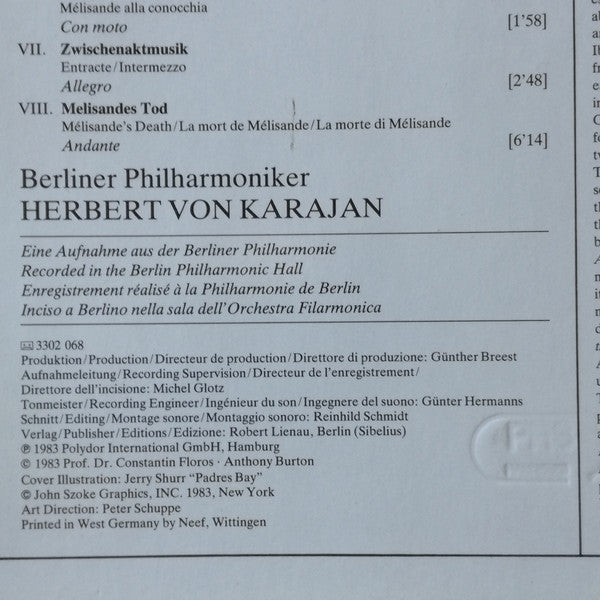 Mélisande alla conocchia
Con moto [1'58]
VII. Zwischenaktmusik
Entracte/Intermezzo
Allegro [2'48]
VIII. Melisandes Tod
Mélisande's Death/La mort de Mélisande/La morte di Mélisande
Andante [6'14]
Berliner Philharmoniker
HERBERT VON KARAJAN
Eine Aufnahme aus der Berliner Philharmonie
Recorded in the Berlin Philharmonic Hall
Enregistrement réalisé à la Philharmonie de Berlin
Inciso a Berlino nella sala dell'Orchestra Filarmonica
3302 068
Produktion/Production/Directeur de production/Direttore di produzione: Günther Breest
Aufnahmeleitung/Recording Supervision/Directeur de l'enregistrement/
Direttore dell'incisione: Michel Glotz
Tonmeister/Recording Engineer/Ingénieur du son/Ingegnere del suono: Günter Hermanns
Schnitt/Editing/Montage sonore/Montaggio sonoro: Reinhild Schmidt
Verlag/Publisher/Editions/Edizione: Robert Lienau, Berlin (Sibelius)
℗ 1983 Polydor International GmbH, Hamburg
© 1983 Prof. Dr. Constantin Floros · Anthony Burton
Cover Illustration: Jerry Shurr "Padres Bay"
© John Szoke Graphics, INC. 1983, New York
Art Direction: Peter Schuppe
Printed in West Germany by Neef, Wittingen